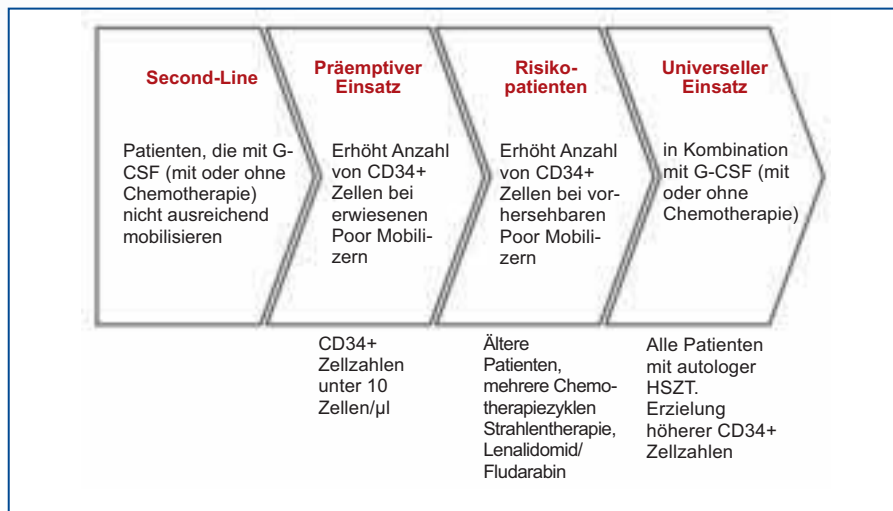 Second-Line
Patienten, die mit G-
CSF (mit oder ohne
Chemotherapie)
nicht ausreichend
mobilisieren
Präemptiver
Einsatz
Erhöht Anzahl
von CD34+
Zellen bei
erwiesenen
Poor Mobili-
zern
CD34+
Zellzahlen
unter 10
Zellen/µl
Risiko-
patienten
Erhöht Anzahl
von CD34+
Zellen bei vor-
hersehbaren
Poor Mobili-
zern
Ältere
Patienten,
mehrere Chemo-
therapiezyklen
Strahlentherapie,
Lenalidomid/
Fludarabin
Universeller
Einsatz
in Kombination
mit G-CSF (mit
oder ohne
Chemotherapie)
Alle Patienten
mit autologer
HSZT.
Erzielung
höherer CD34+
Zellzahlen